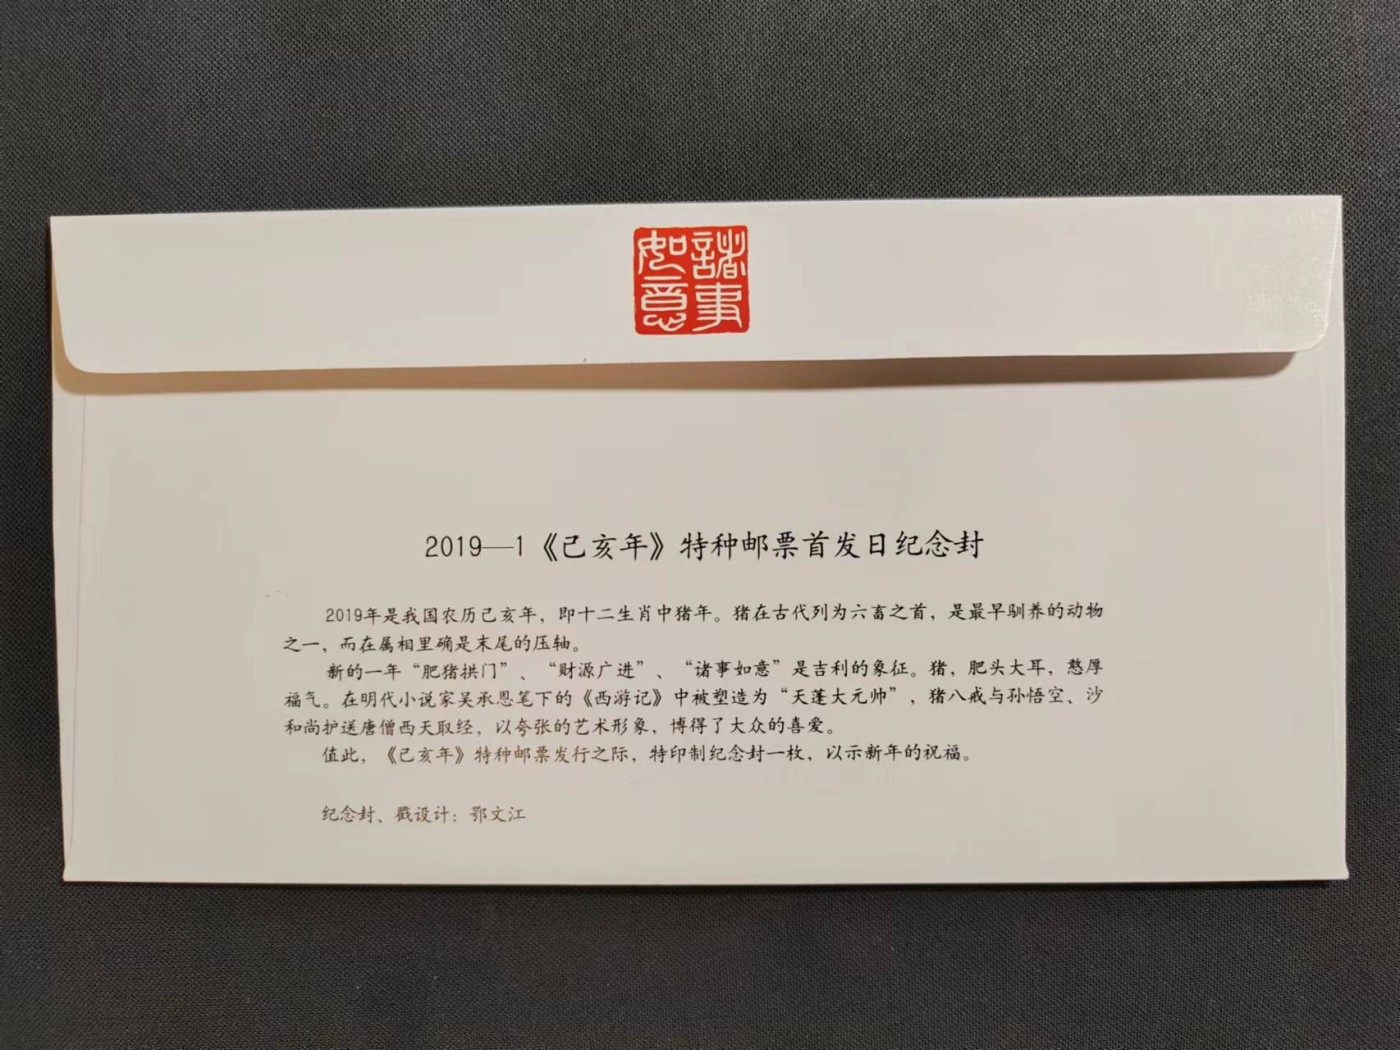 諸事如意
2019—1《己亥年》特种邮票首发日纪念封
2019年是我国农历己亥年，即十二生肖中猪年。猪在古代列为六畜之首，是最早驯养的动物
之一，而在属相里确是末尾的压轴。
新的一年“肥猪拱门”、“财源广进”、“诸事如意”是吉利的象征。猪，肥头大耳，憨厚
福气。在明代小说家吴承恩笔下的《西游记》中被塑造为“天蓬大元帅”，猪八戒与孙悟空、沙
和尚护送唐僧西天取经，以夸张的艺术形象，博得了大众的喜爱。
值此，《己亥年》特种邮票发行之际，特印制纪念封一枚，以示新年的祝福。
纪念封、戳设计：鄂文江